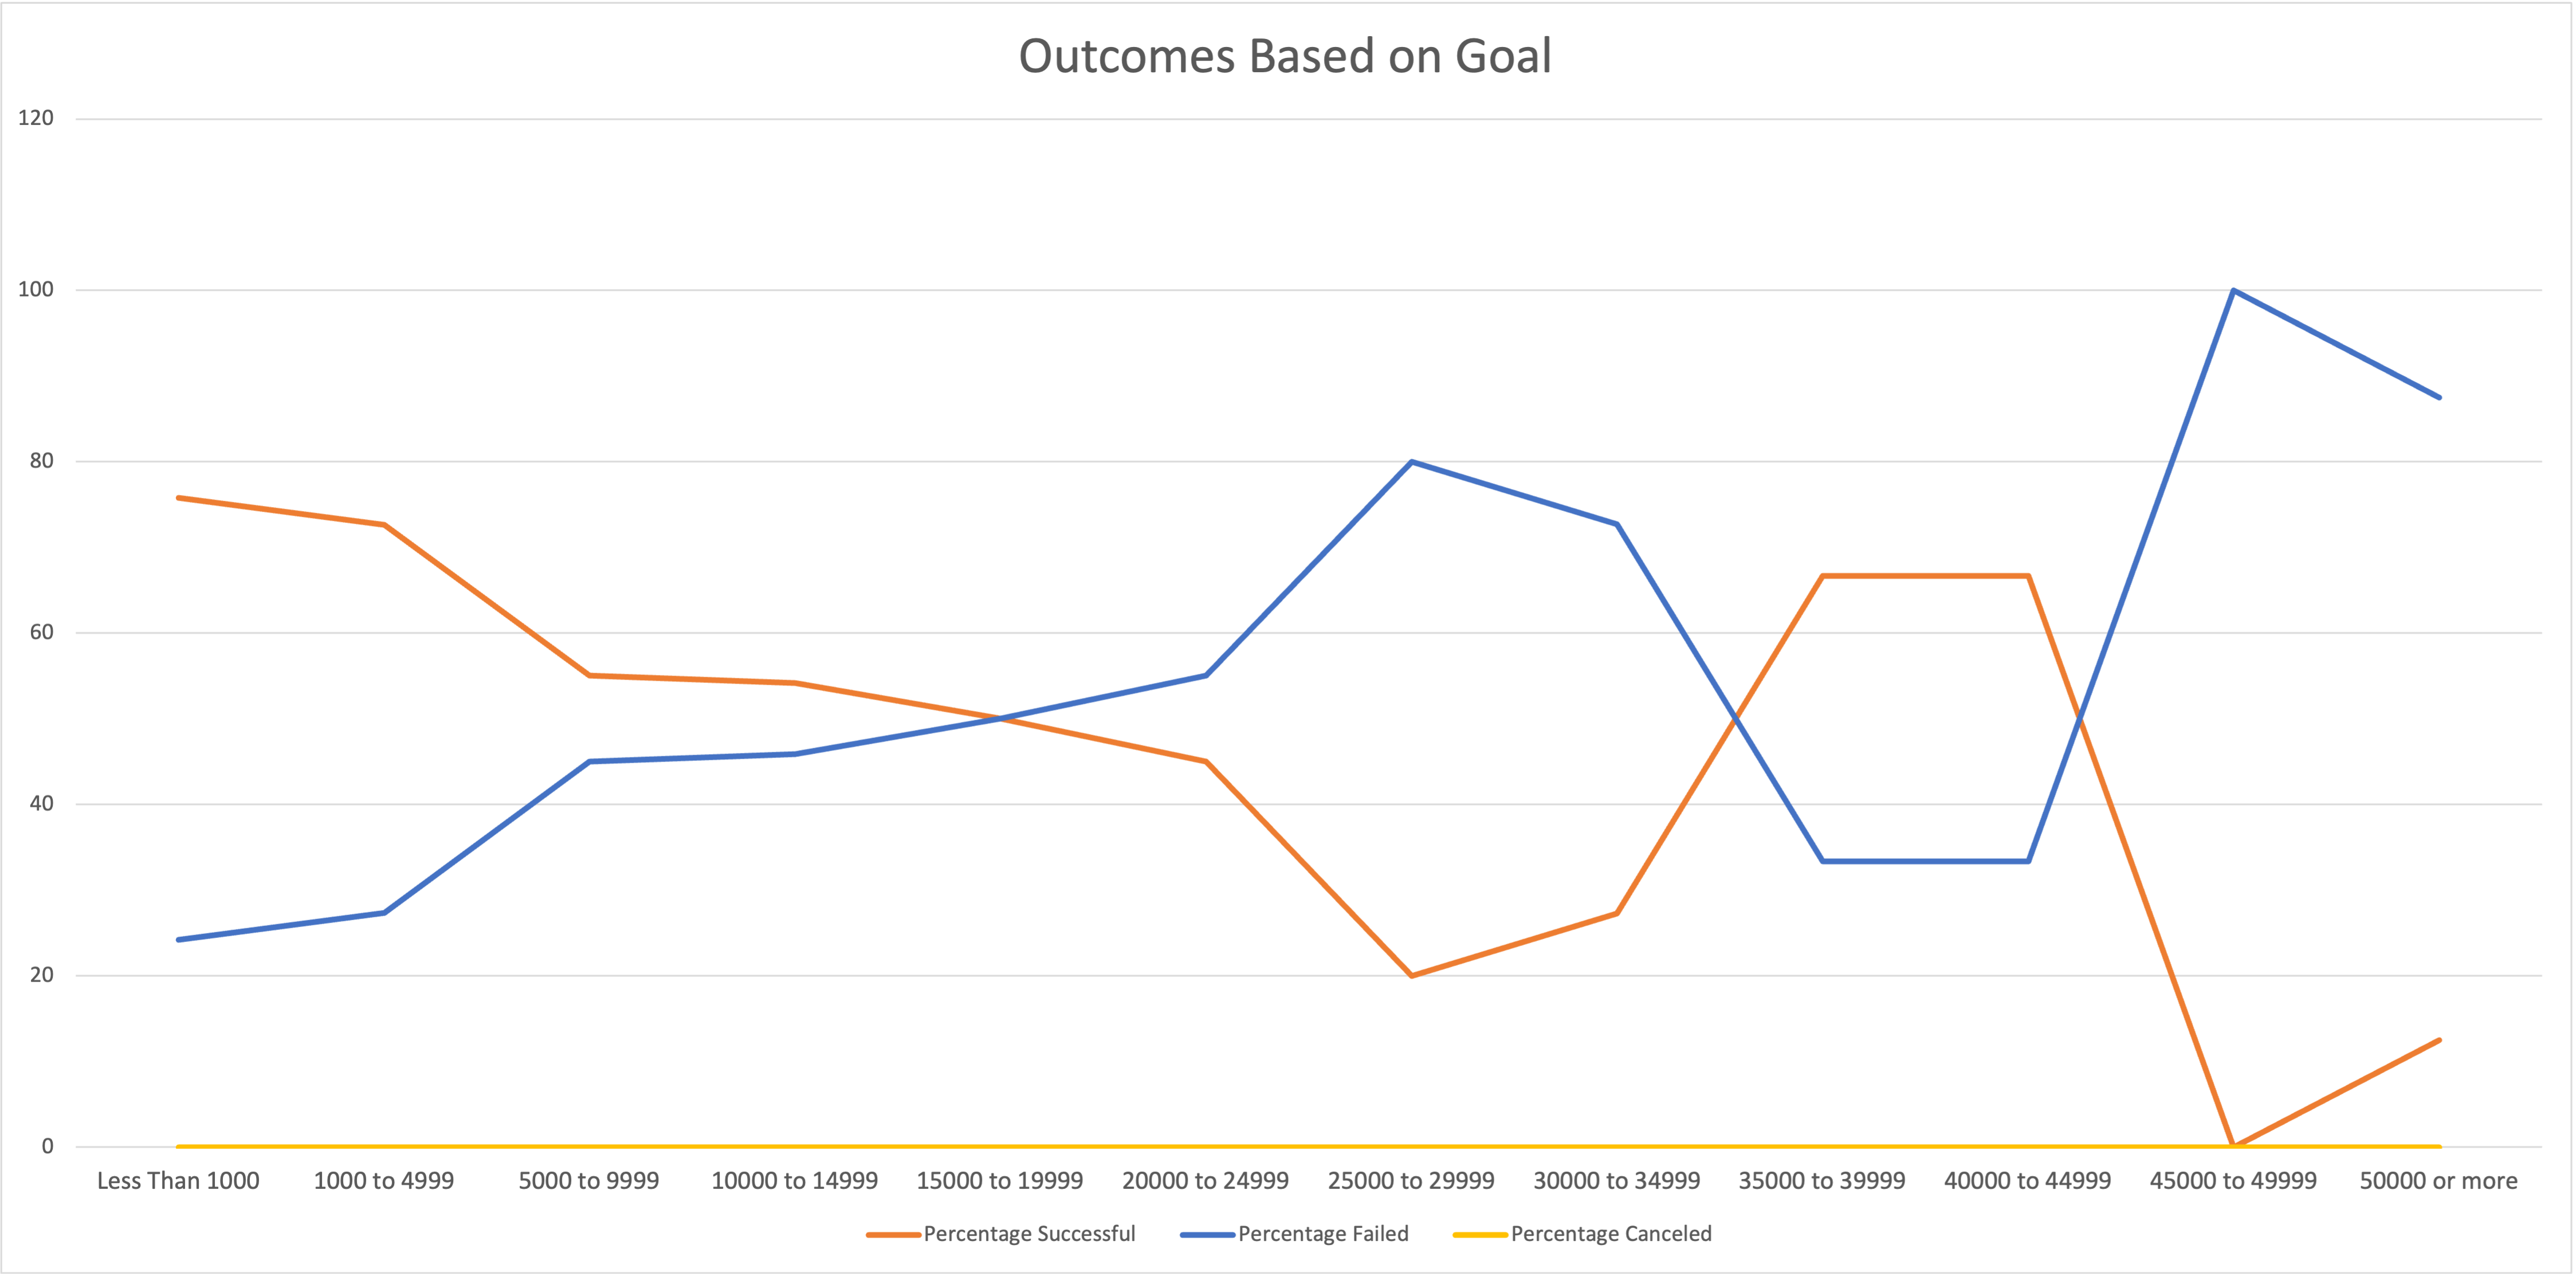 Outcomes Based on Goal
120
100
80
60
40
20
0
Less Than 1000 1000 to 4999 5000 to 9999 10000 to 14999 15000 to 19999 20000 to 24999 25000 to 29999 30000 to 34999 35000 to 39999 40000 to 44999 45000 to 49999 50000 or more
Percentage Successful Percentage Failed Percentage Canceled